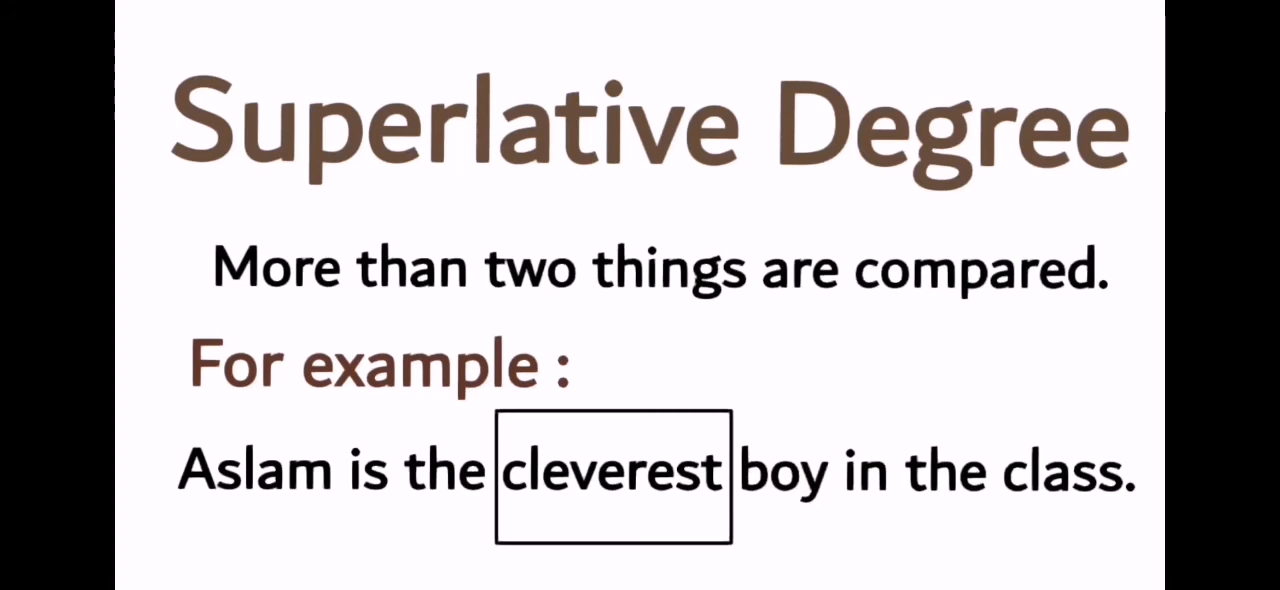 Superlative Degree
More than two things are compared.
For example :
Aslam is the cleverest boy in the class.